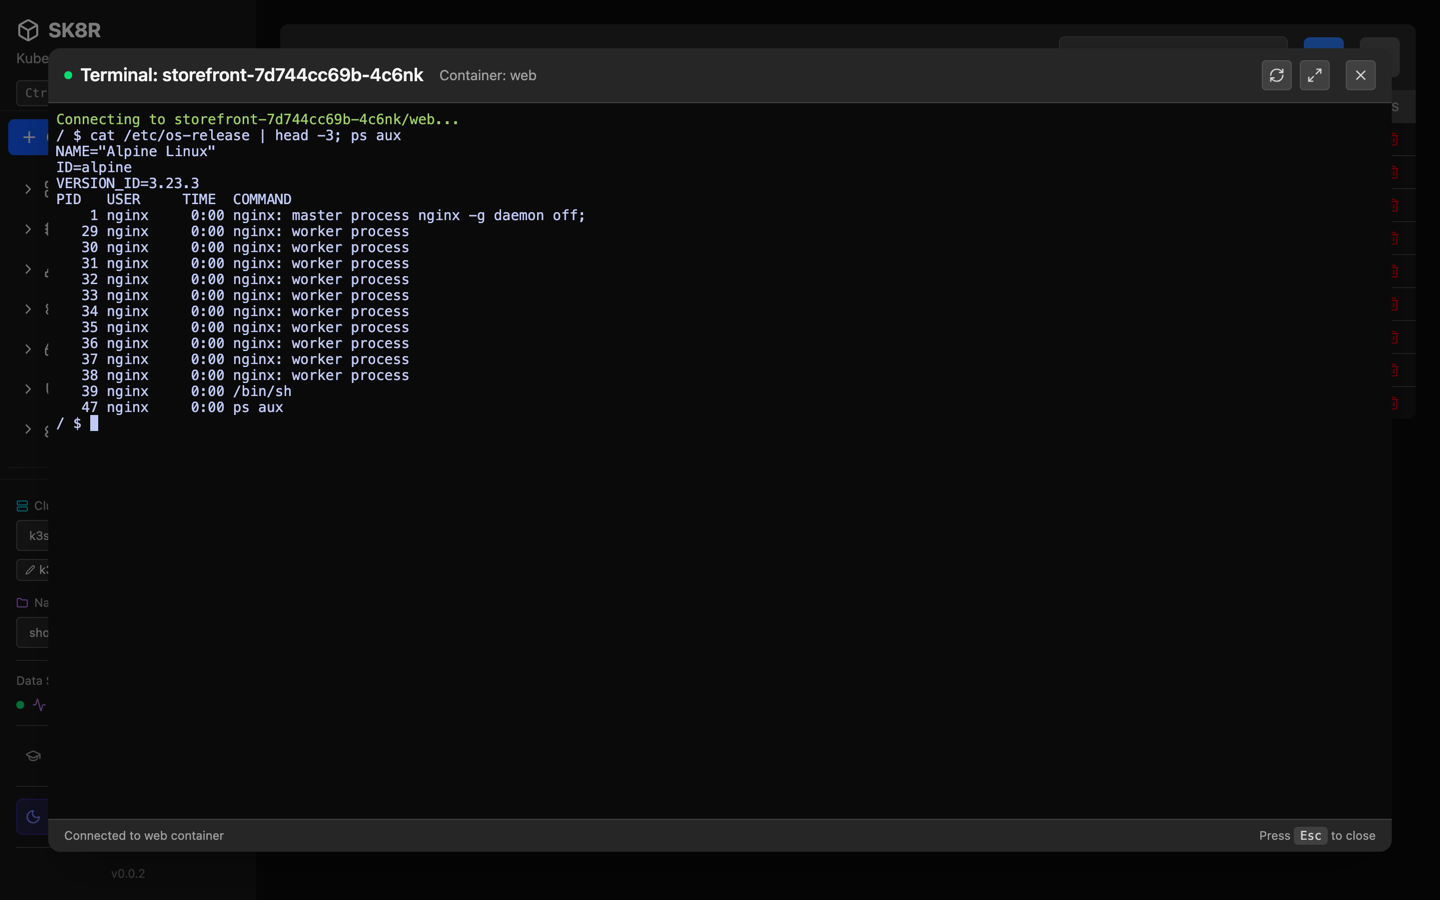 SK8R
Kube
Ctr
Terminal: storefront-7d744cc69b-4c6nk
Container: web
Connecting to storefront-7d744cc69b-4c6nk/web...
/ $ cat /etc/os-release | head -3; ps aux
NAME="Alpine Linux"
ID=alpine
VERSION_ID=3.23.3
PID   USER     TIME  COMMAND
    1 nginx     0:00 nginx: master process nginx -g daemon off;
   29 nginx     0:00 nginx: worker process
   30 nginx     0:00 nginx: worker process
   31 nginx     0:00 nginx: worker process
   32 nginx     0:00 nginx: worker process
   33 nginx     0:00 nginx: worker process
   34 nginx     0:00 nginx: worker process
   35 nginx     0:00 nginx: worker process
   36 nginx     0:00 nginx: worker process
   37 nginx     0:00 nginx: worker process
   38 nginx     0:00 nginx: worker process
   39 nginx     0:00 /bin/sh
   47 nginx     0:00 ps aux
/ $
Clu
k3s
k3
Na
sho
Data S
v0.0.2
Connected to web container
Press Esc to close